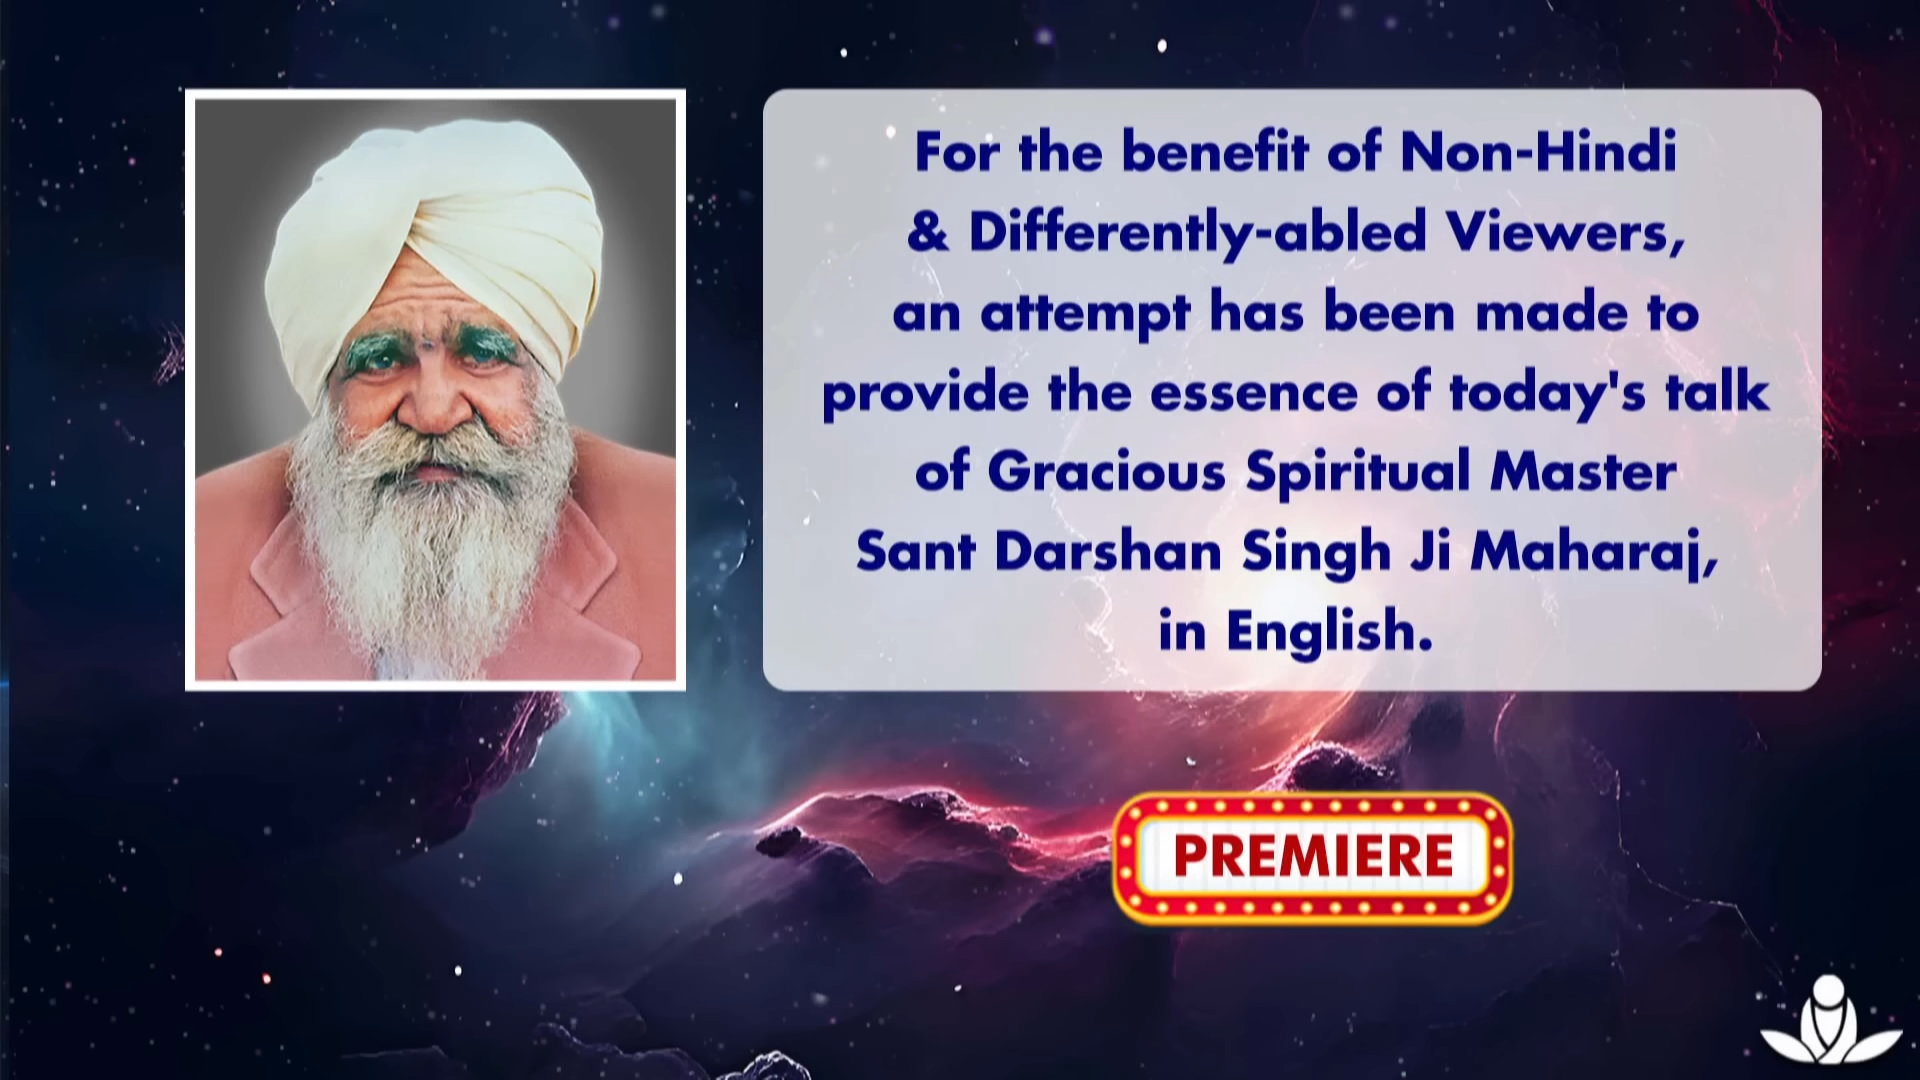 For the benefit of Non-Hindi
& Differently-abled Viewers,
an attempt has been made to
provide the essence of today's talk
of Gracious Spiritual Master
Sant Darshan Singh Ji Maharaj,
in English.
PREMIERE